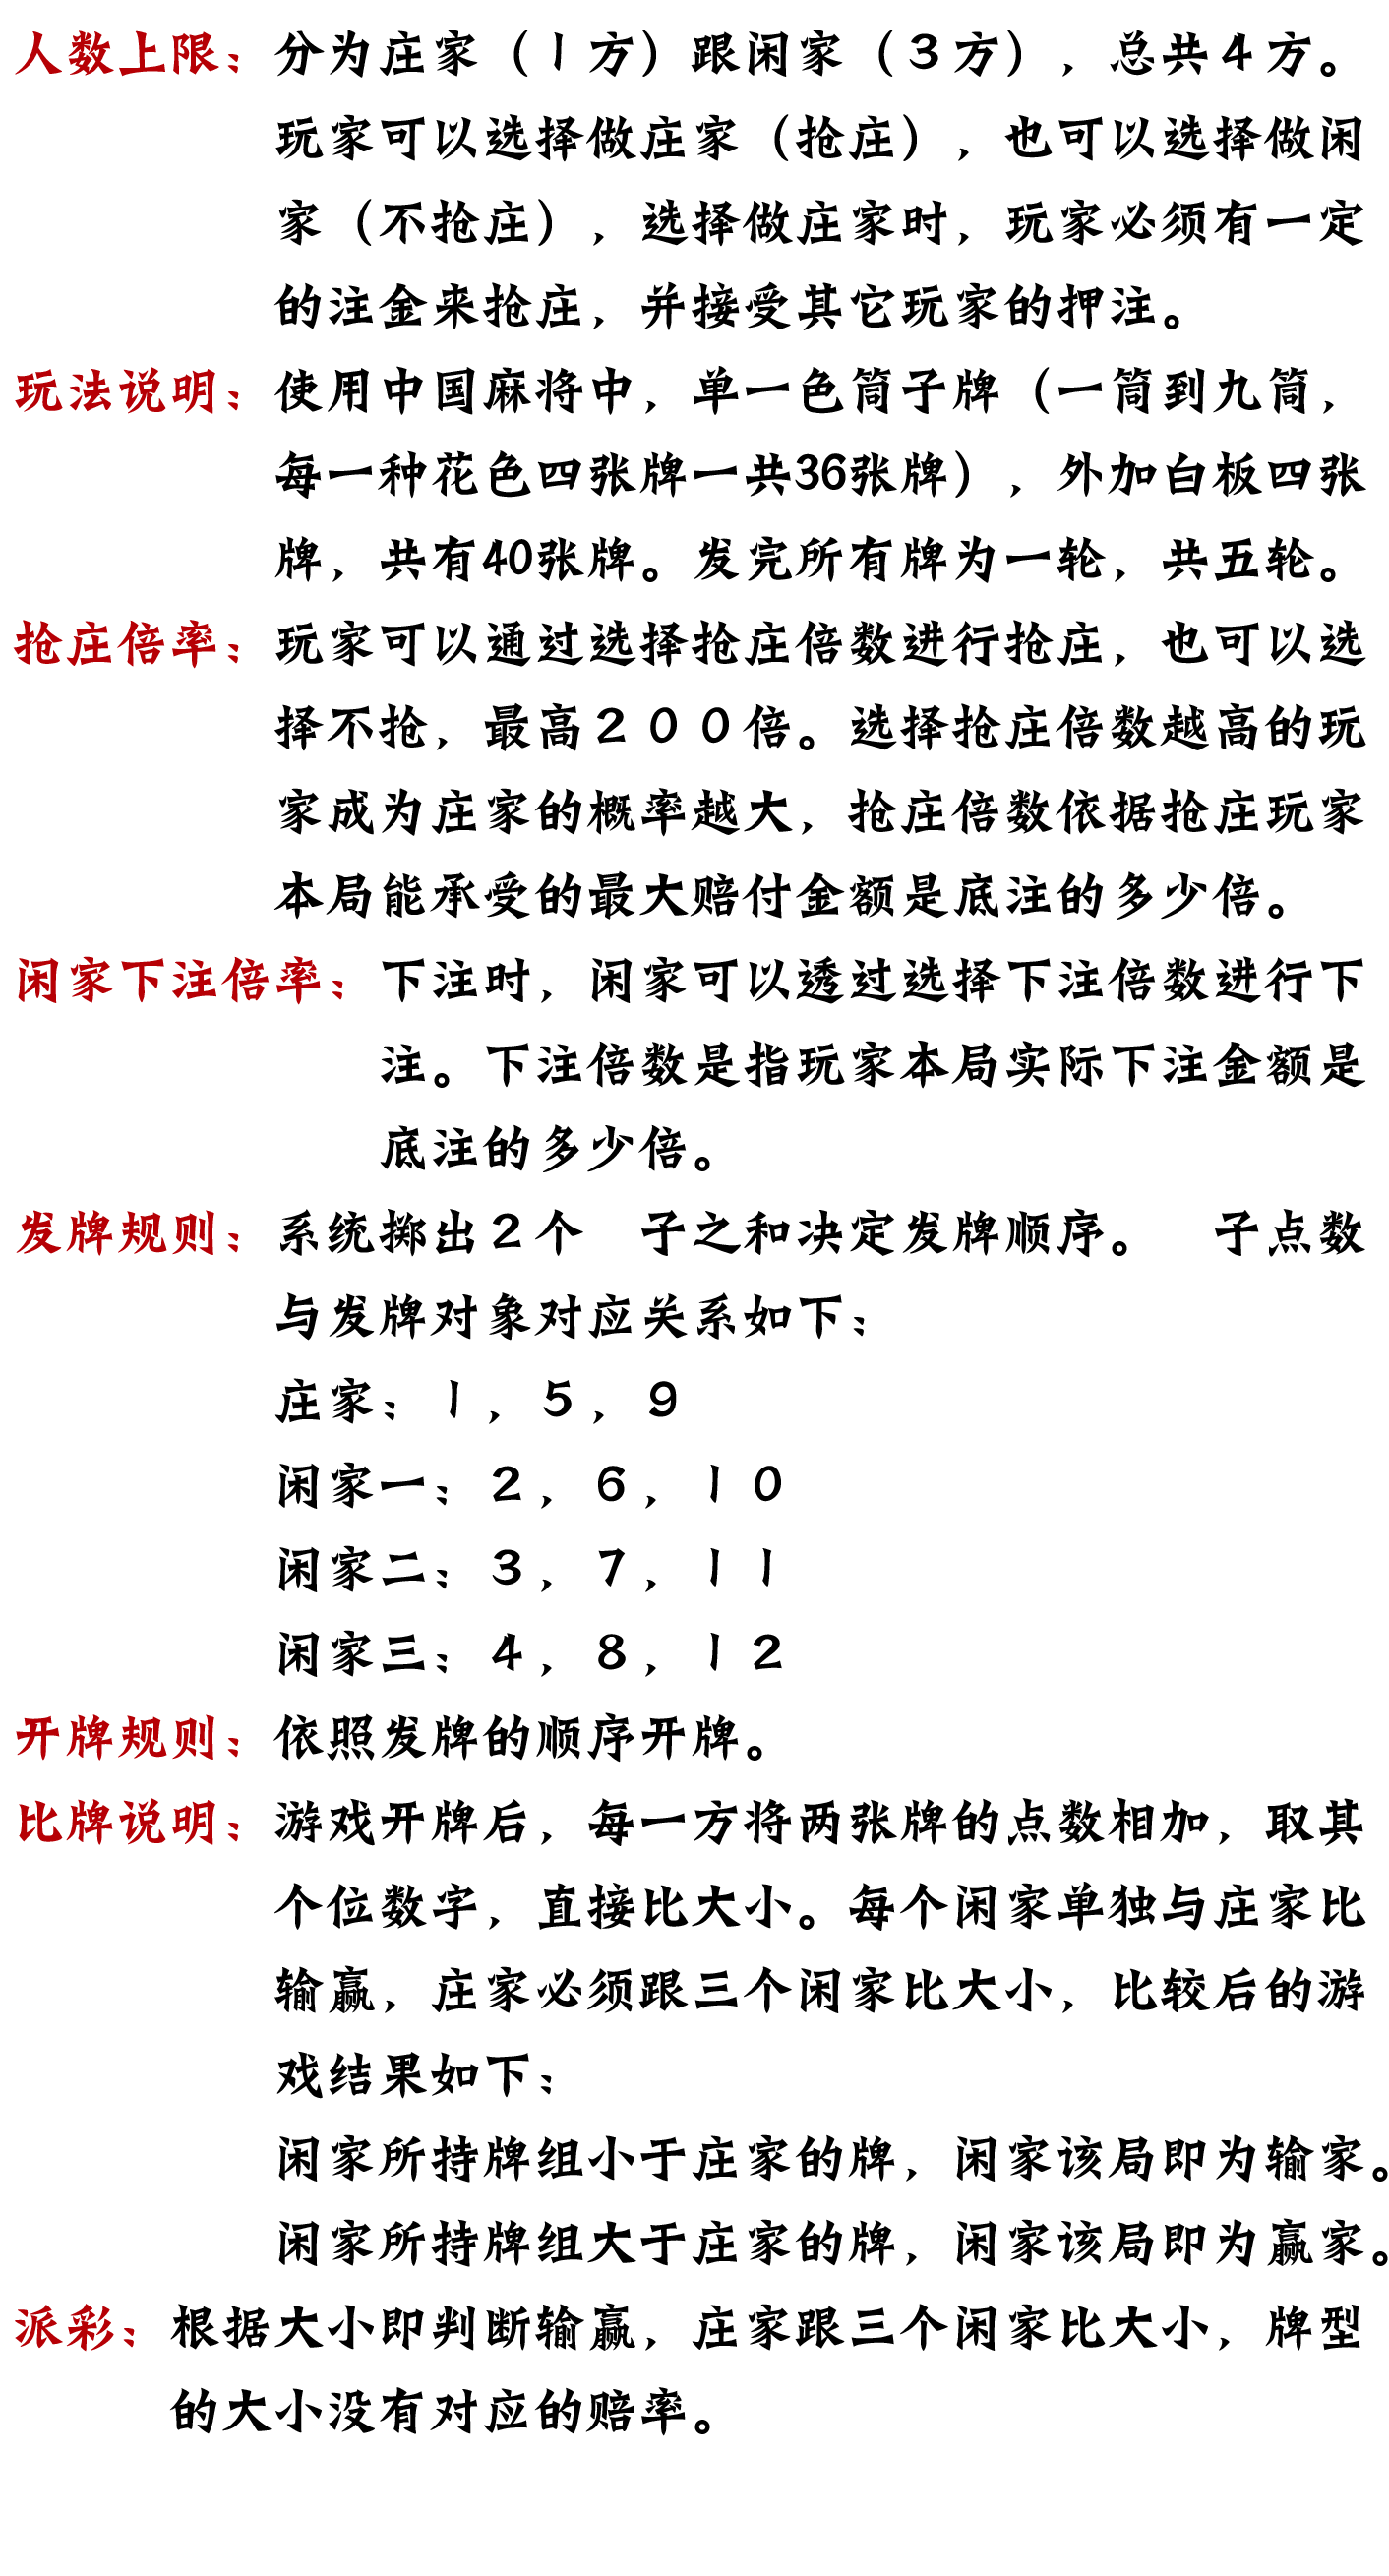 人数上限：分为庄家（1方）跟闲家（3方），总共4方。
玩家可以选择做庄家（抢庄），也可以选择做闲
家（不抢庄），选择做庄家时，玩家必须有一定
的注金来抢庄，并接受其它玩家的押注。
玩法说明：使用中国麻将中，单一色筒子牌（一筒到九筒，
每一种花色四张牌一共36张牌），外加白板四张
牌，共有40张牌。发完所有牌为一轮，共五轮。
抢庄倍率：玩家可以通过选择抢庄倍数进行抢庄，也可以选
择不抢，最高200倍。选择抢庄倍数越高的玩
家成为庄家的概率越大，抢庄倍数依据抢庄玩家
本局能承受的最大赔付金额是底注的多少倍。
闲家下注倍率：下注时，闲家可以透过选择下注倍数进行下
注。下注倍数是指玩家本局实际下注金额是
底注的多少倍。
发牌规则：系统掷出2个　子之和决定发牌顺序。　子点数
与发牌对象对应关系如下：
庄家：1，5，9
闲家一：2，6，10
闲家二：3，7，11
闲家三：4，8，12
开牌规则：依照发牌的顺序开牌。
比牌说明：游戏开牌后，每一方将两张牌的点数相加，取其
个位数字，直接比大小。每个闲家单独与庄家比
输赢，庄家必须跟三个闲家比大小，比较后的游
戏结果如下：
闲家所持牌组小于庄家的牌，闲家该局即为输家。
闲家所持牌组大于庄家的牌，闲家该局即为赢家。
派彩：根据大小即判断输赢，庄家跟三个闲家比大小，牌型
的大小没有对应的赔率。